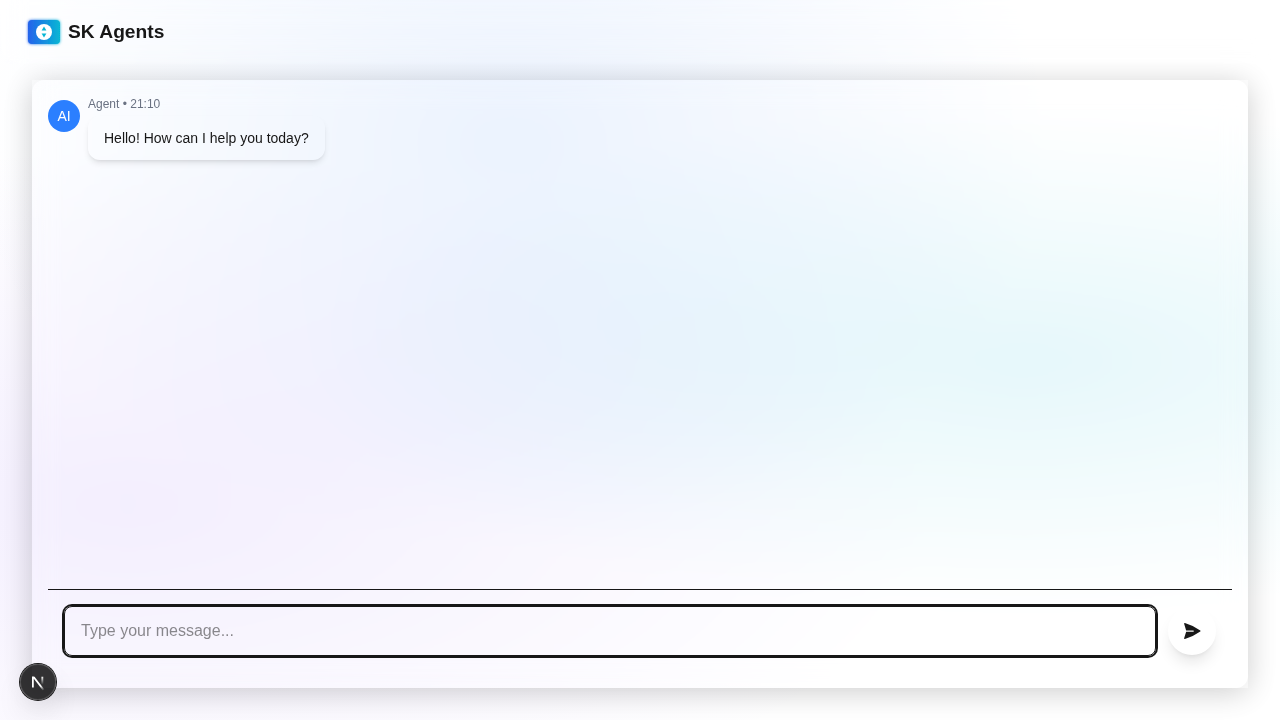 SK Agents
AI
Agent • 21:10
Hello! How can I help you today?
Type your message...
N